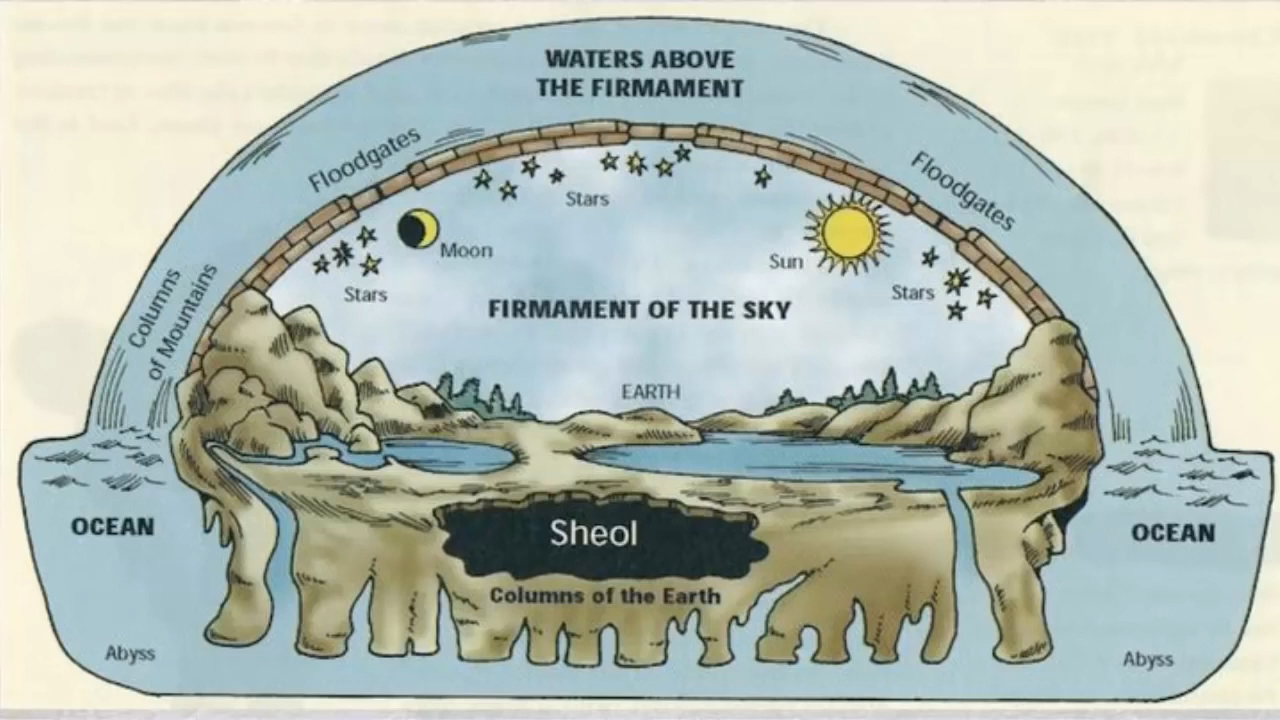 WATERS ABOVE
THE FIRMAMENT
Floodgates
Floodgates
Stars
Moon
Sun
Stars
Stars
Columns
of Mountains
FIRMAMENT OF THE SKY
EARTH
OCEAN
Sheol
OCEAN
Columns of the Earth
Abyss
Abyss